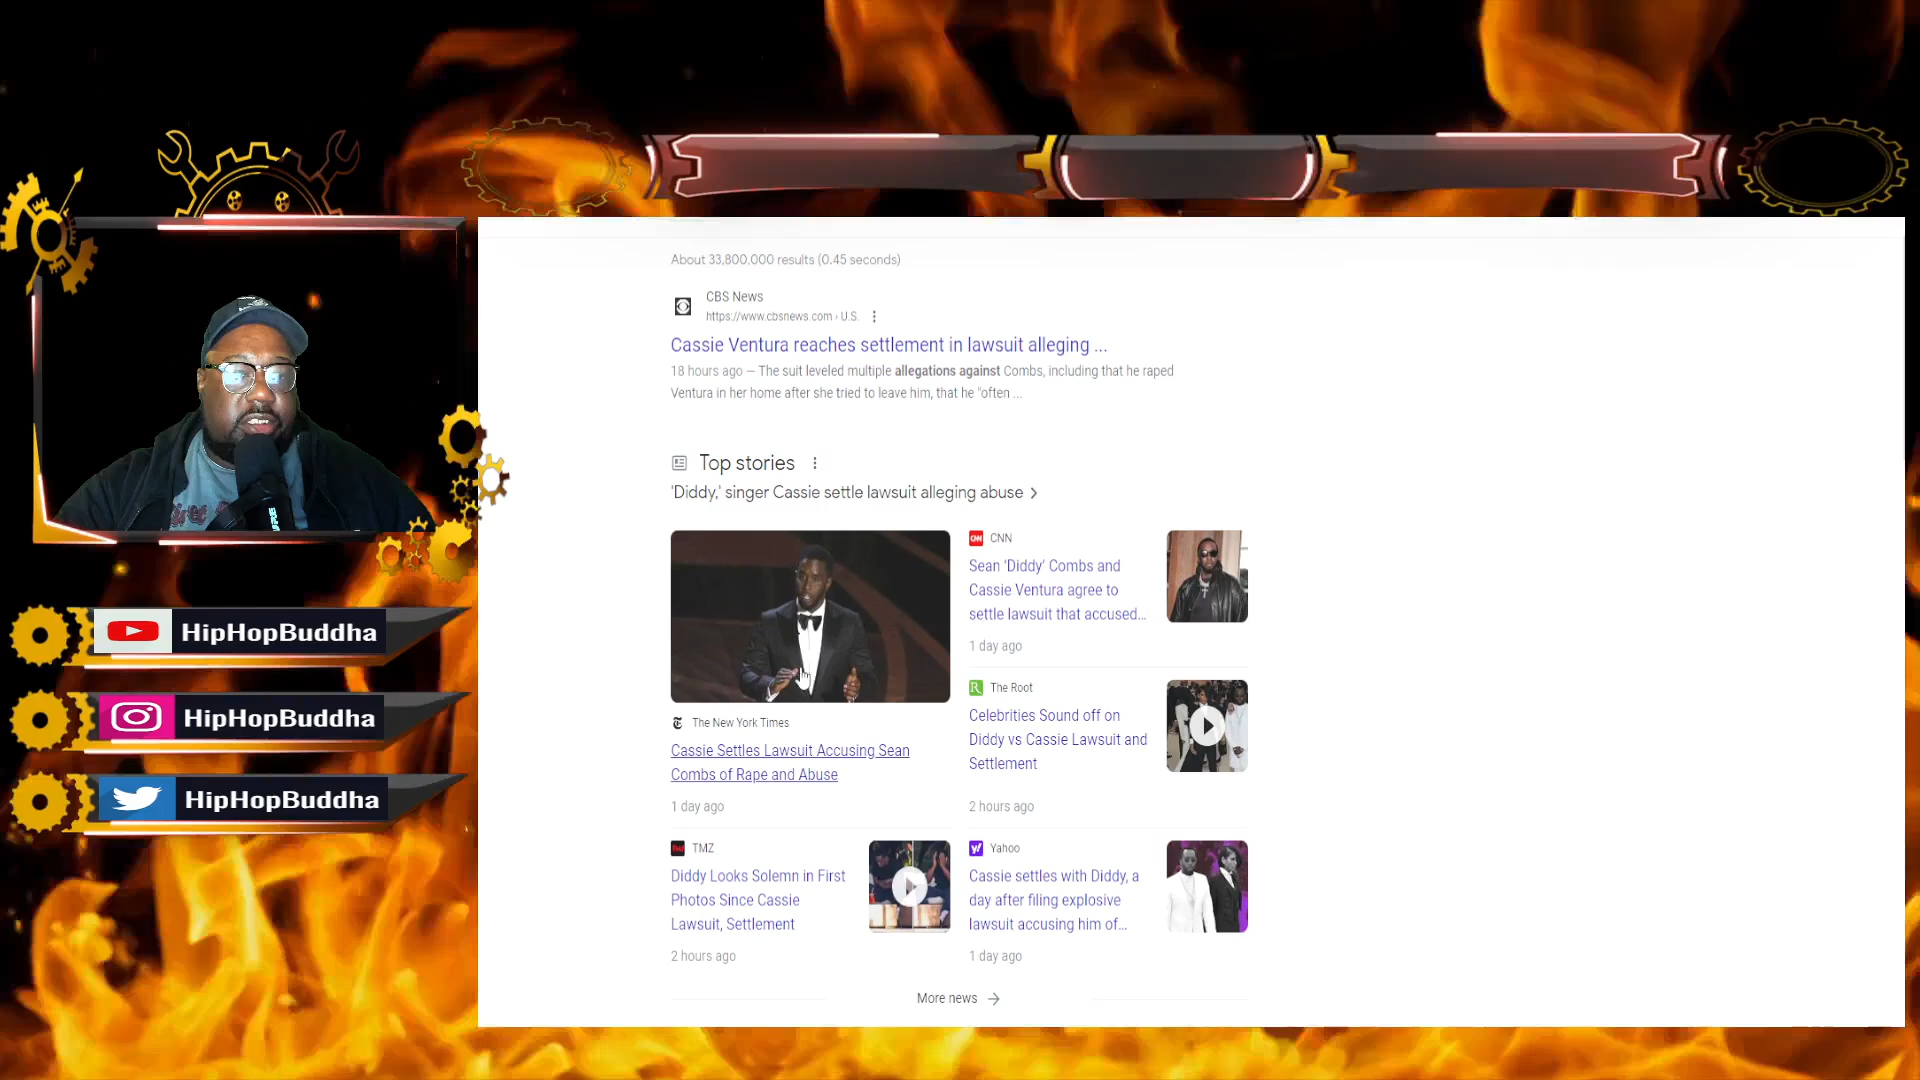 About 33,800,000 results (0.45 seconds)
CBS News
https://www.cbsnews.com › U.S.
Cassie Ventura reaches settlement in lawsuit alleging ...
18 hours ago — The suit leveled multiple allegations against Combs, including that he raped
Ventura in her home after she tried to leave him, that he "often ...
Top stories
'Diddy,' singer Cassie settle lawsuit alleging abuse
The New York Times
Cassie Settles Lawsuit Accusing Sean
Combs of Rape and Abuse
1 day ago
CNN
Sean 'Diddy' Combs and
Cassie Ventura agree to
settle lawsuit that accused...
1 day ago
The Root
Celebrities Sound off on
Diddy vs Cassie Lawsuit and
Settlement
2 hours ago
TMZ
Diddy Looks Solemn in First
Photos Since Cassie
Lawsuit, Settlement
2 hours ago
Yahoo
Cassie settles with Diddy, a
day after filing explosive
lawsuit accusing him of...
1 day ago
More news
HipHopBuddha
HipHopBuddha
HipHopBuddha